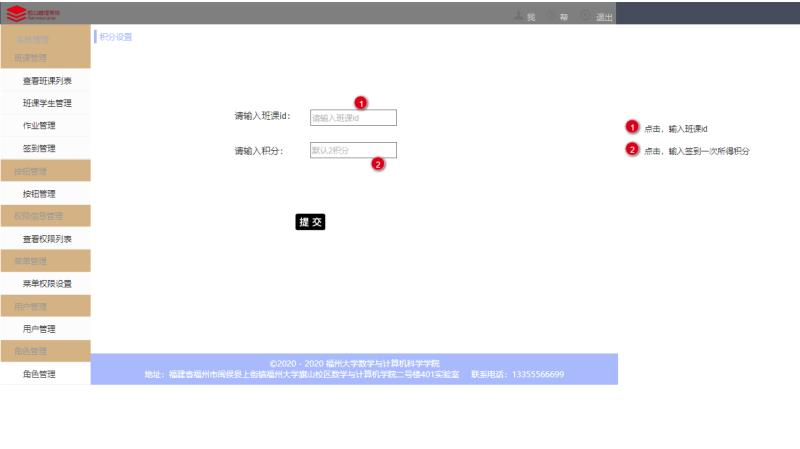 我 帮 退出
系统管理
积分设置
班课管理
查看班课列表
班课学生管理
作业管理
签到管理
按钮管理
按钮管理
权限信息管理
查看权限列表
菜单管理
菜单权限设置
用户管理
用户管理
角色管理
角色管理
1
请输入班课id：
请输入班课id
请输入积分：
默认2积分
2
提 交
1 点击，输入班课id
2 点击，输入签到一次所得积分
©2020 - 2020 福州大学数学与计算机科学学院
地址：福建省福州市闽侯县上街镇福州大学旗山校区数学与计算机学院二号楼401实验室 联系电话：13355566699